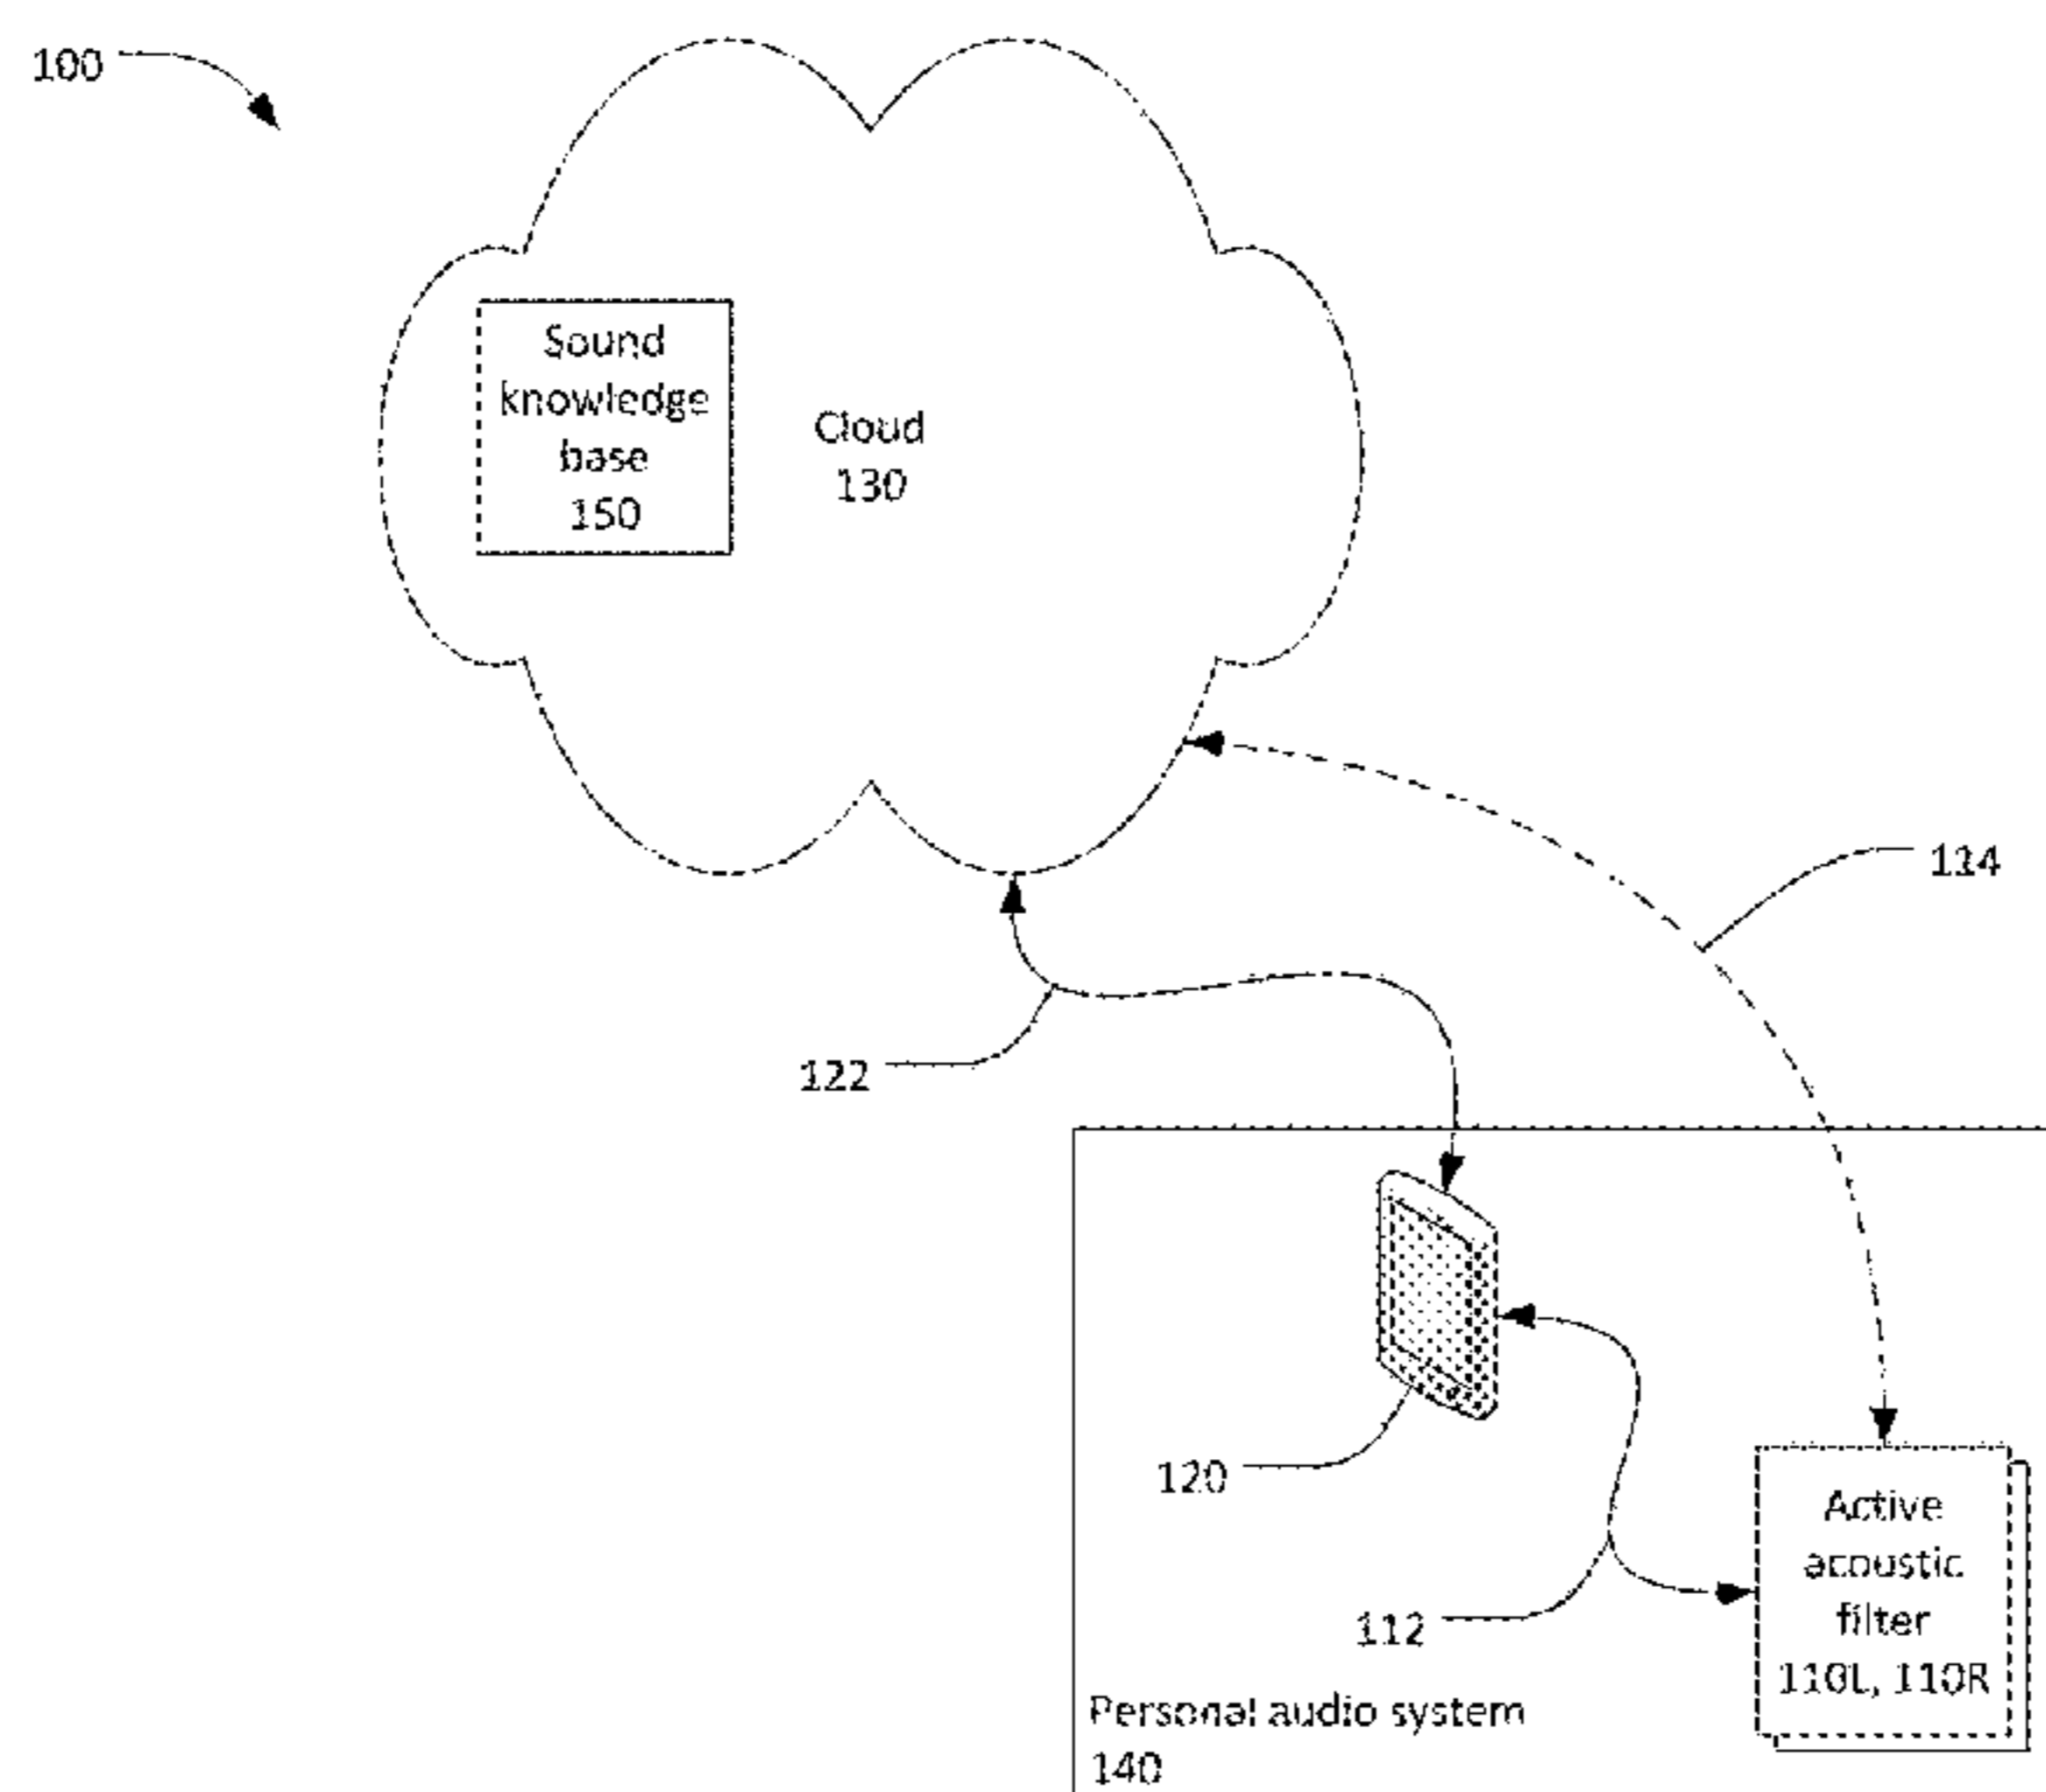 100
Sound
knowledge
base
150
Cloud
130
114
122
120
112
Active
acoustic
filter
110L, 110R
Personal audio system
140